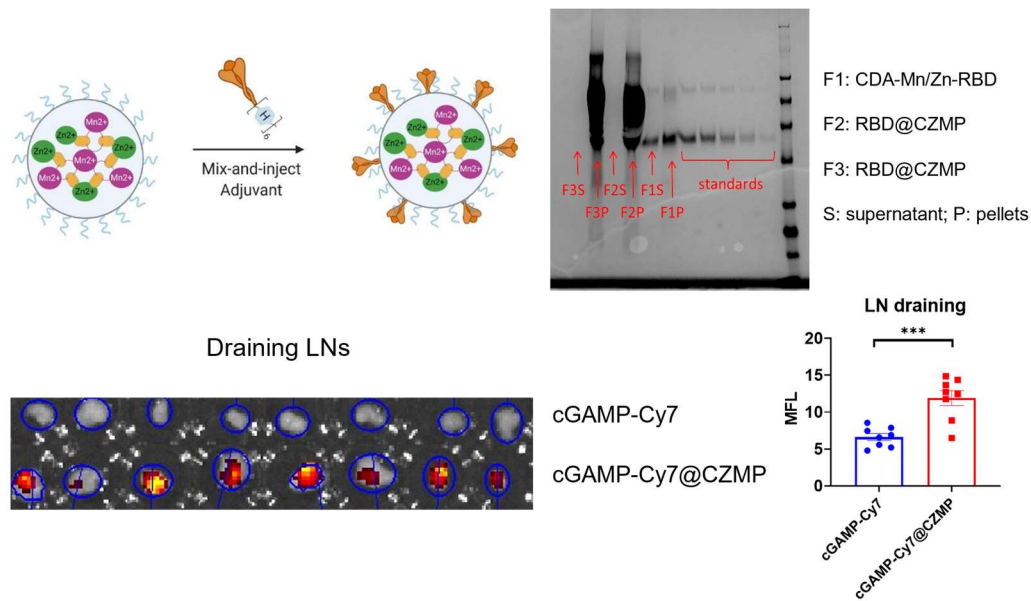 Zn2+
Mn2+
Zn2+
Zn2+
Mn2+
Mn2+
Mn2+
Zn2+
H
6
Mix-and-inject
Adjuvant
Zn2+
Mn2+
Zn2+
Zn2+
Mn2+
Mn2+
Mn2+
Zn2+
F3S
F2S
F1S
standards
F3P
F2P
F1P
F1: CDA-Mn/Zn-RBD
F2: RBD@CZMP
F3: RBD@CZMP
S: supernatant; P: pellets
Draining LNs
cGAMP-Cy7
cGAMP-Cy7@CZMP
LN draining
***
20
15
10
5
0
MFL
cGAMP-Cy7
cGAMP-Cy7@CZMP